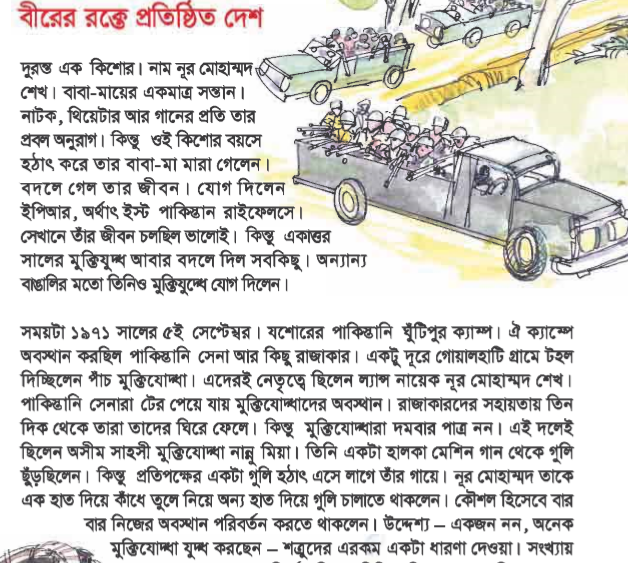 বীরের রক্তে প্রতিষ্ঠিত দেশ
দুরন্ত এক কিশোর। নাম নূর মোহাম্মদ
শেখ। বাবা-মায়ের একমাত্র সন্তান।
নাটক, থিয়েটার আর গানের প্রতি তার
প্রবল অনুরাগ। কিন্তু ওই কিশোর বয়সে
হঠাৎ করে তার বাবা-মা মারা গেলেন।
বদলে গেল তার জীবন। যোগ দিলেন
ইপিআর, অর্থাৎ ইস্ট পাকিস্তান রাইফেলসে।
সেখানে তাঁর জীবন চলছিল ভালোই। কিন্তু একাত্তর
সালের মুক্তিযুদ্ধ আবার বদলে দিল সবকিছু। অন্যান্য
বাঙালির মতো তিনিও মুক্তিযুদ্ধে যোগ দিলেন।
সময়টা ১৯৭১ সালের ৫ই সেপ্টেম্বর। যশোরের পাকিস্তানি ঘুঁটিপুর ক্যাম্প। ঐ ক্যাম্পে
অবস্থান করছিল পাকিস্তানি সেনা আর কিছু রাজাকার। একটু দূরে গোয়ালহাটি গ্রামে টহল
দিচ্ছিলেন পাঁচ মুক্তিযোদ্ধা। এদেরই নেতৃত্বে ছিলেন ল্যান্স নায়েক নূর মোহাম্মদ শেখ।
পাকিস্তানি সেনারা টের পেয়ে যায় মুক্তিযোদ্ধাদের অবস্থান। রাজাকারদের সহায়তায় তিন
দিক থেকে তারা তাদের ঘিরে ফেলে। কিন্তু মুক্তিযোদ্ধারা দমবার পাত্র নন। এই দলেই
ছিলেন অসীম সাহসী মুক্তিযোদ্ধা নান্নু মিয়া। তিনি একটা হালকা মেশিন গান থেকে গুলি
ছুঁড়ছিলেন। কিন্তু প্রতিপক্ষের একটা গুলি হঠাৎ এসে লাগে তাঁর গায়ে। নূর মোহাম্মদ তাকে
এক হাত দিয়ে কাঁধে তুলে নিয়ে অন্য হাত দিয়ে গুলি চালাতে থাকলেন। কৌশল হিসেবে বার
বার নিজের অবস্থান পরিবর্তন করতে থাকলেন। উদ্দেশ্য – একজন নন, অনেক
মুক্তিযোদ্ধা যুদ্ধ করছেন – শত্রুদের এরকম একটা ধারণা দেওয়া। সংখ্যায়